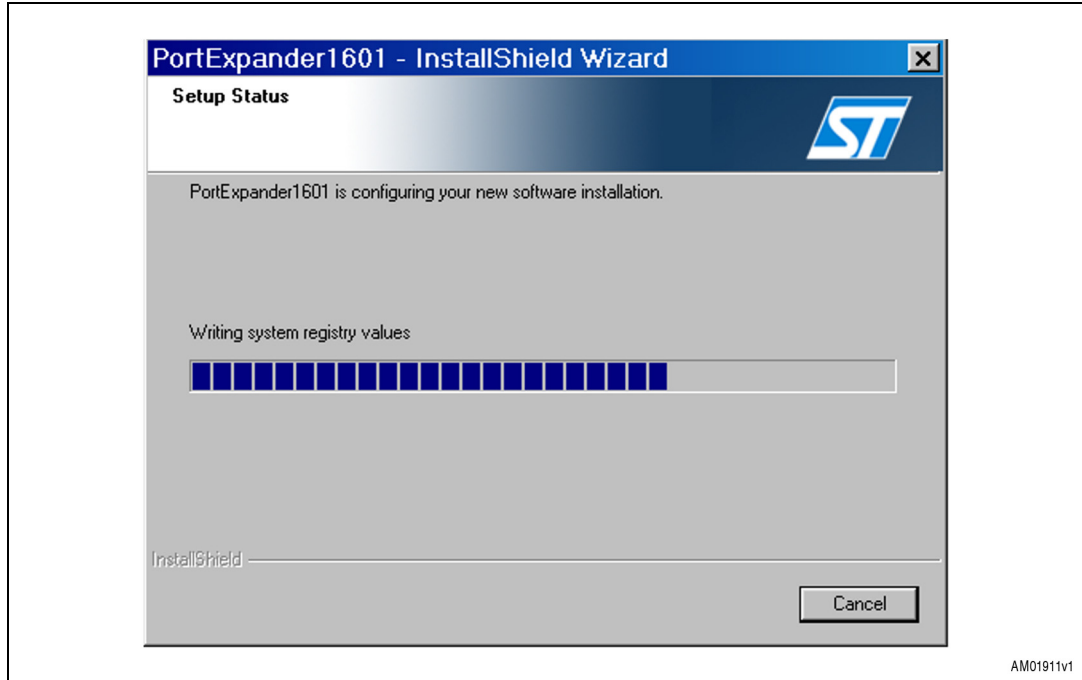 PortExpander1601 - InstallShield Wizard
Setup Status
ST
PortExpander1601 is configuring your new software installation.
Writing system registry values
InstallShield
Cancel
AM01911v1